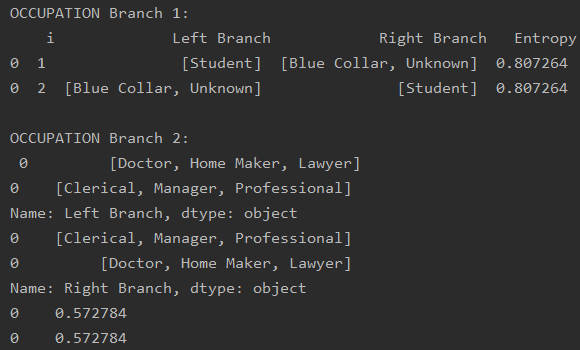 OCCUPATION Branch 1:
    i              Left Branch             Right Branch   Entropy
0  1                [Student]  [Blue Collar, Unknown]  0.807264
0  2  [Blue Collar, Unknown]                [Student]  0.807264

OCCUPATION Branch 2:
 0         [Doctor, Home Maker, Lawyer]
0    [Clerical, Manager, Professional]
Name: Left Branch, dtype: object
0    [Clerical, Manager, Professional]
0         [Doctor, Home Maker, Lawyer]
Name: Right Branch, dtype: object
0    0.572784
0    0.572784